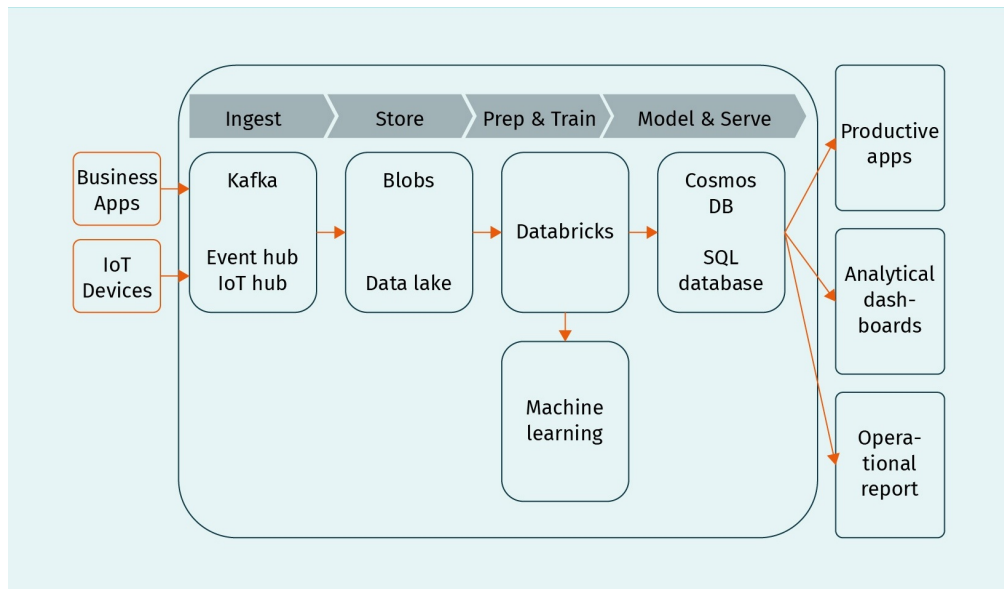 Ingest
Store
Prep & Train
Model & Serve
Business
Apps
IoT
Devices
Kafka
Event hub
IoT hub
Blobs
Data lake
Databricks
Machine
learning
Cosmos
DB
SQL
database
Productive
apps
Analytical
dash-
boards
Opera-
tional
report